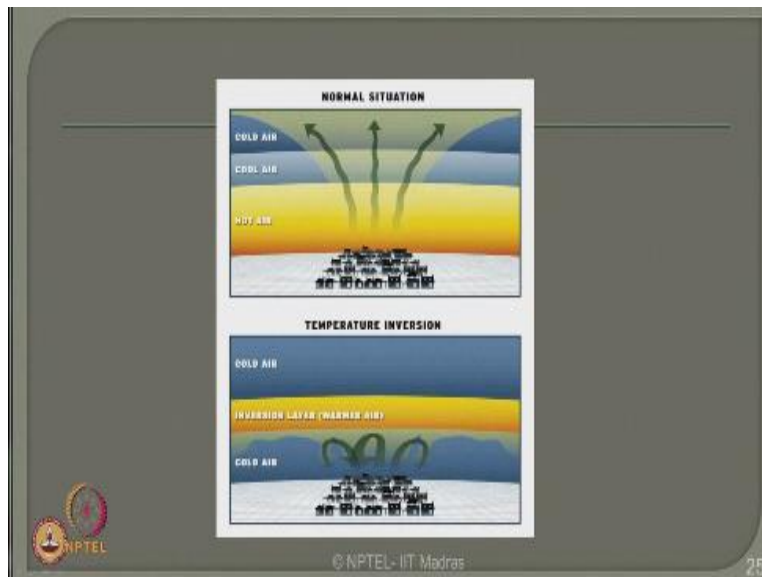 NORMAL SITUATION
COLD AIR
COOL AIR
HOT AIR
TEMPERATURE INVERSION
COLD AIR
INVERSION LAYER (WARMER AIR)
COLD AIR
NPTEL
© NPTEL- IIT Madras
25